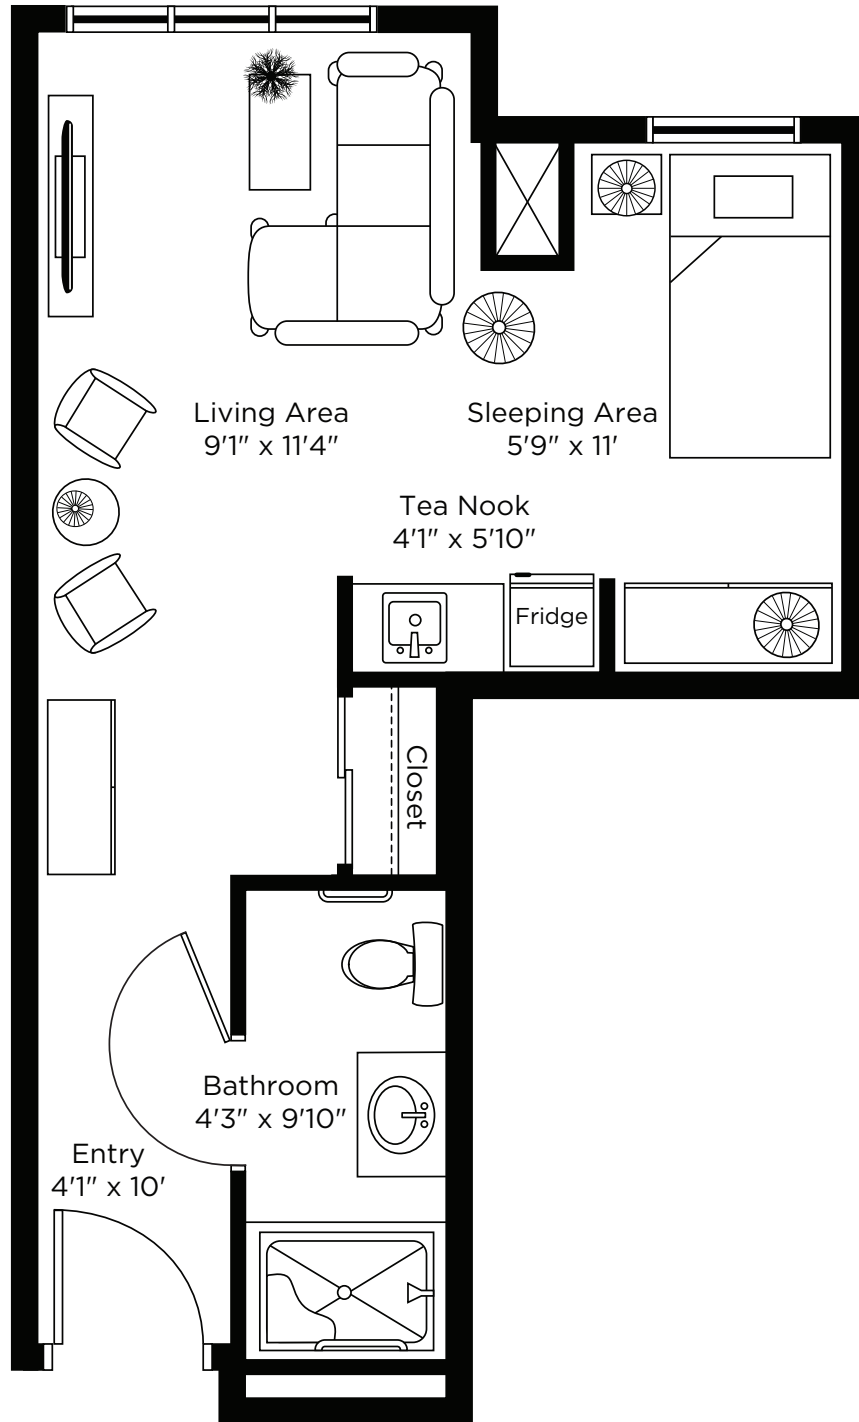 Living Area
9'1" x 11'4"
Sleeping Area
5'9" x 11'
Tea Nook
4'1" x 5'10"
Fridge
Closet
Bathroom
4'3" x 9'10"
Entry
4'1" x 10'